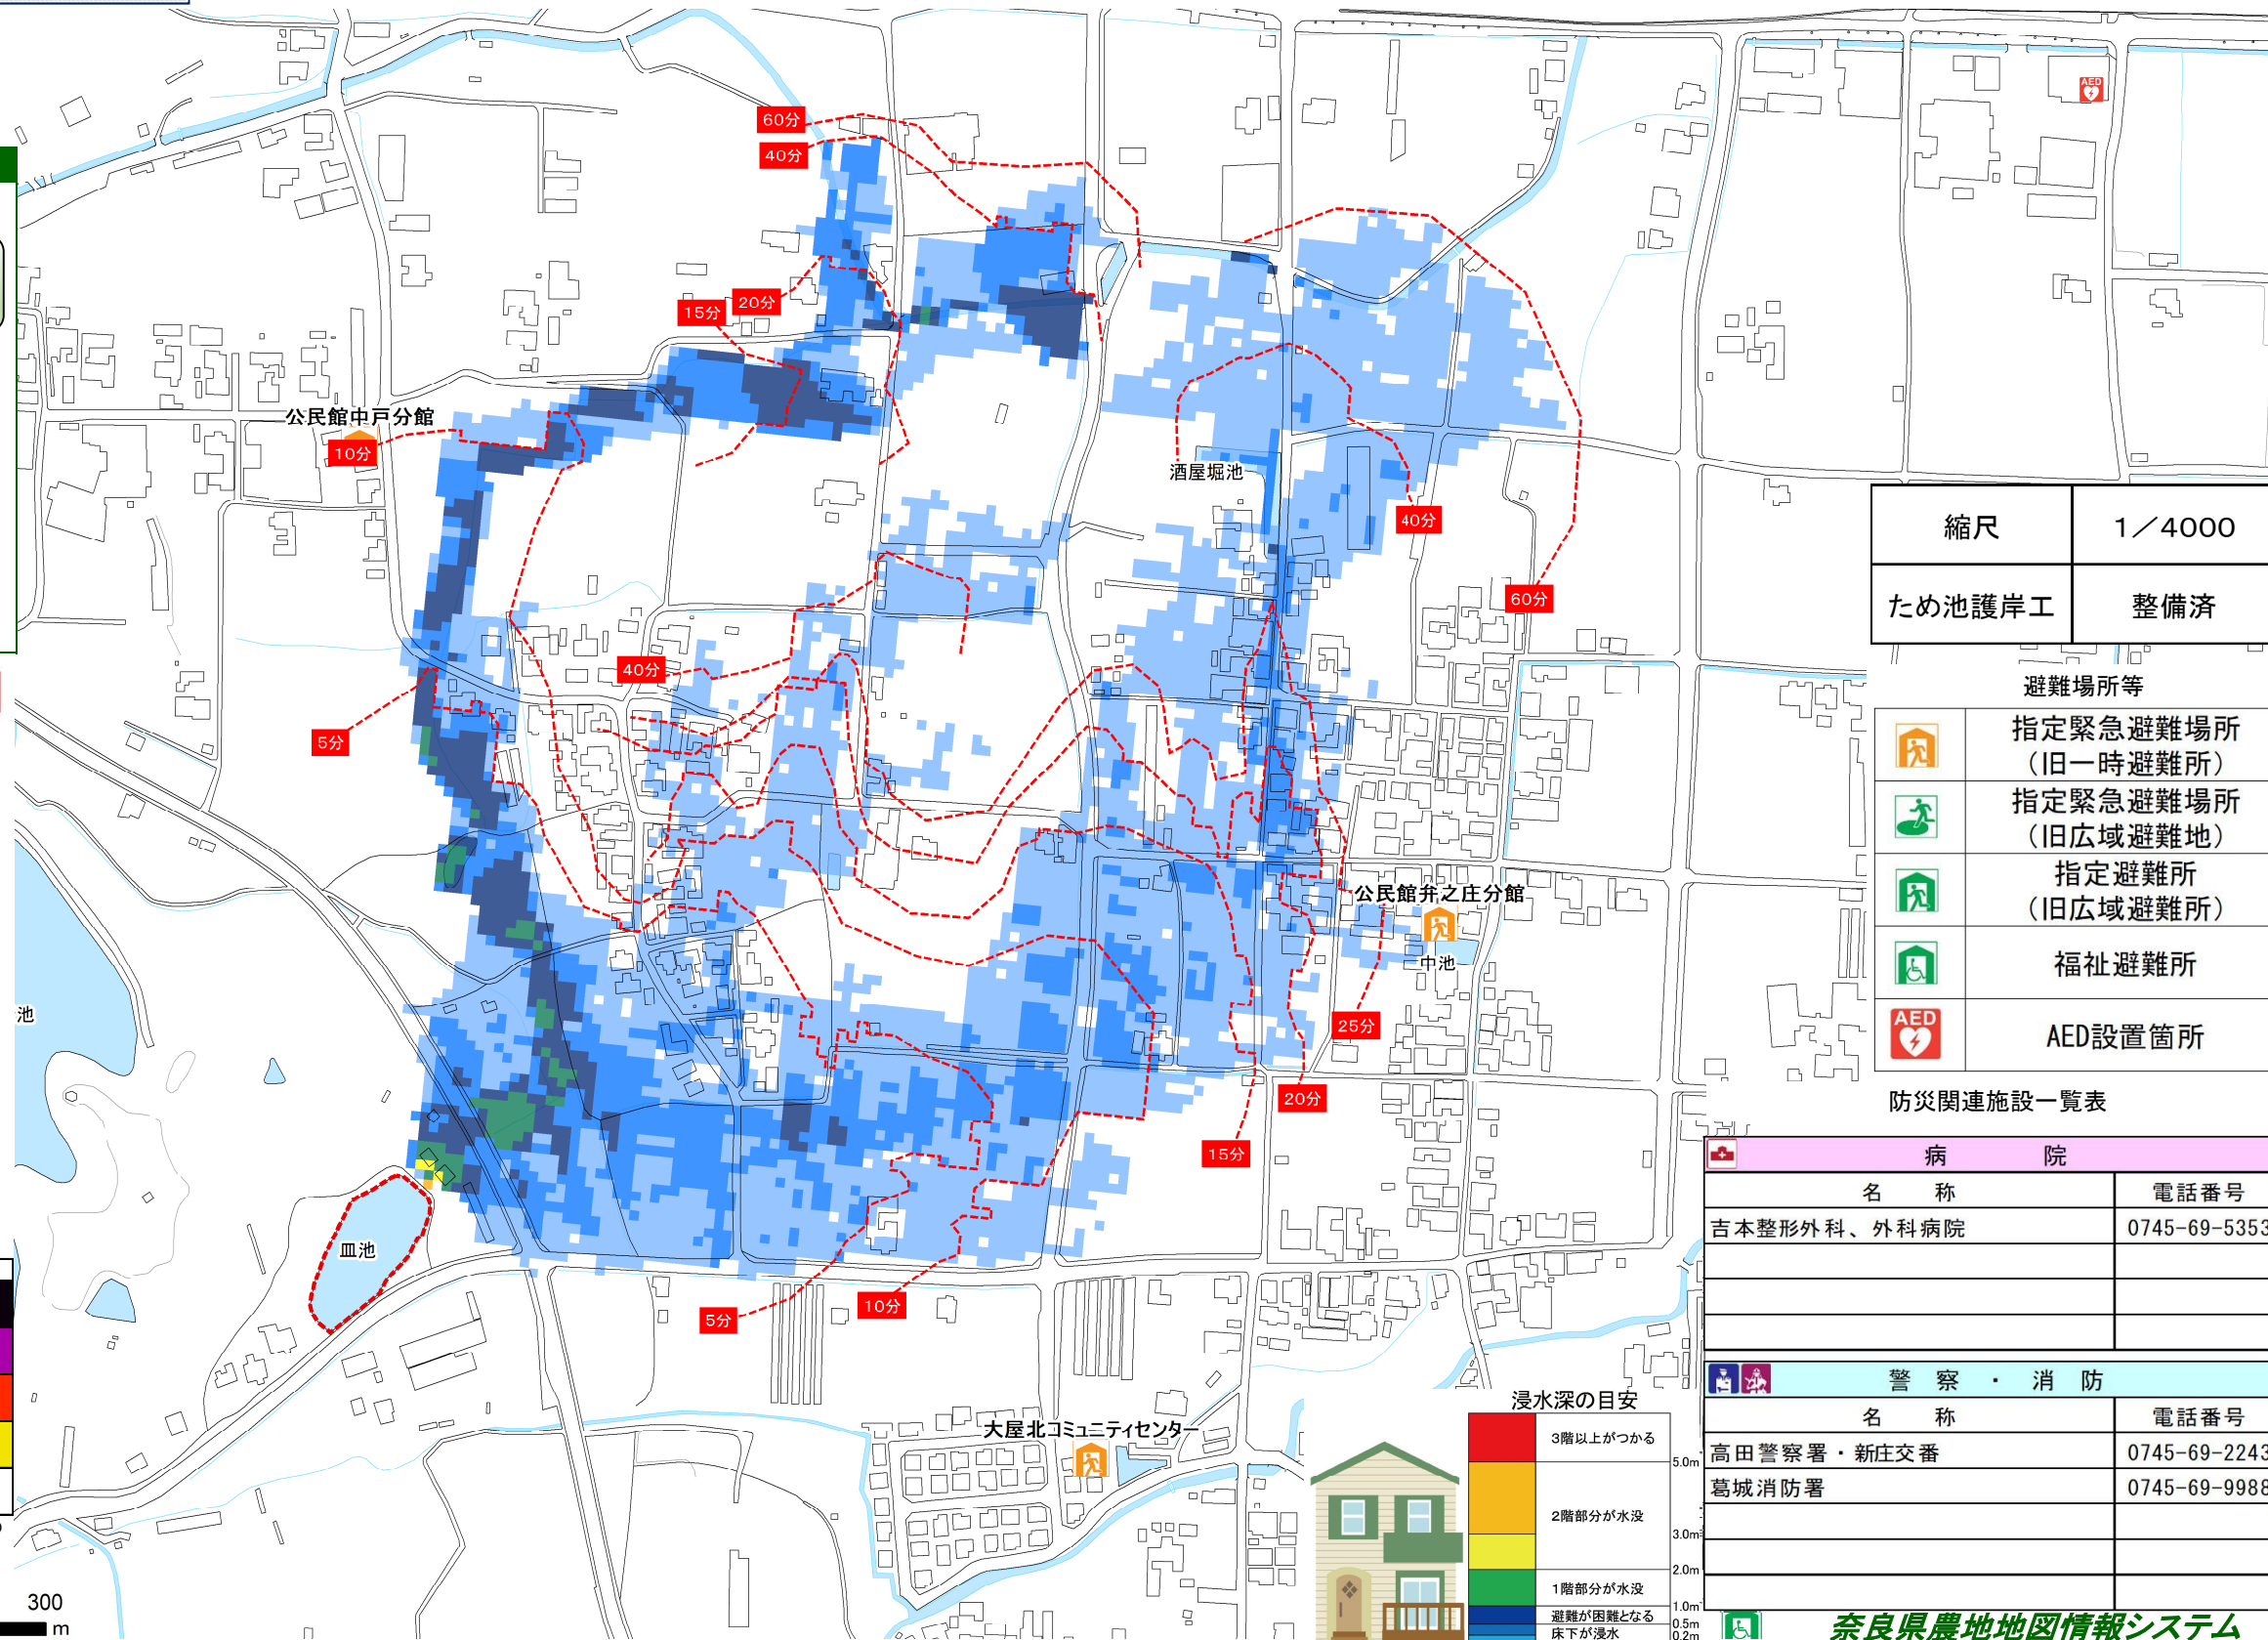 60分
40分
20分
15分
公民館中戸分館
10分
酒屋堀池
40分
縮尺
1／4000
60分
ため池護岸工
整備済
40分
避難場所等
5分
指定緊急避難場所
（旧一時避難所）
指定緊急避難場所
（旧広域避難地）
指定避難所
（旧広域避難所）
福祉避難所
AED
AED設置箇所
AED
公民館弁之庄分館
中池
池
25分
20分
15分
防災関連施設一覧表
病院
名称
電話番号
吉本整形外科、外科病院
0745-69-5353
皿池
5分
10分
警察・消防
名称
電話番号
高田警察署・新庄交番
0745-69-2243
葛城消防署
0745-69-9988
大屋北コミュニティセンター
浸水深の目安
3階以上がつかる
5.0m
2階部分が水没
3.0m
2.0m
1階部分が水没
1.0m
避難が困難となる
0.5m
床下が浸水
0.2m
300
m
奈良県農地地図情報システム